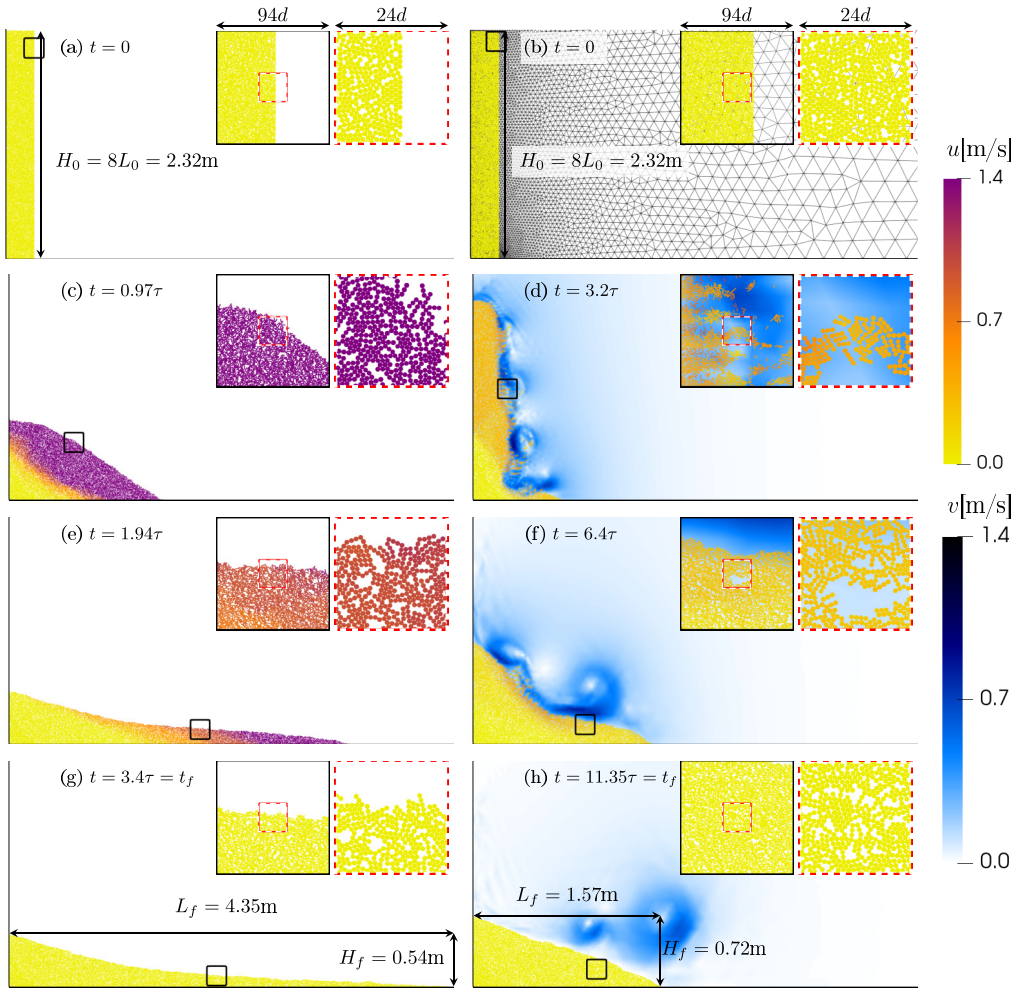 94d
24d
94d
24d
(a) t = 0
(b) t = 0
H₀ = 8L₀ = 2.32m
H₀ = 8L₀ = 2.32m
u[m/s]
1.4
0.7
0.0
(c) t = 0.97τ
(d) t = 3.2τ
v[m/s]
1.4
0.7
0.0
(e) t = 1.94τ
(f) t = 6.4τ
(g) t = 3.4τ = t_f
(h) t = 11.35τ = t_f
L_f = 4.35m
L_f = 1.57m
H_f = 0.54m
H_f = 0.72m